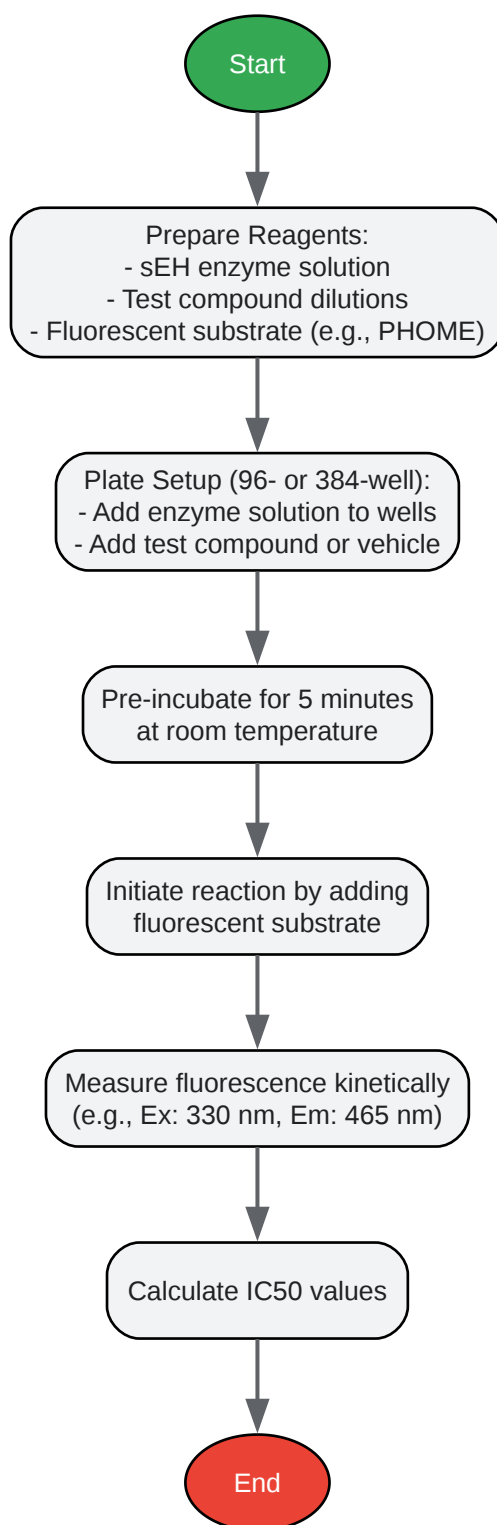 Start
Prepare Reagents:
- sEH enzyme solution
- Test compound dilutions
- Fluorescent substrate (e.g., PHOME)
Plate Setup (96- or 384-well):
- Add enzyme solution to wells
- Add test compound or vehicle
Pre-incubate for 5 minutes
at room temperature
Initiate reaction by adding
fluorescent substrate
Measure fluorescence kinetically
(e.g., Ex: 330 nm, Em: 465 nm)
Calculate IC50 values
End